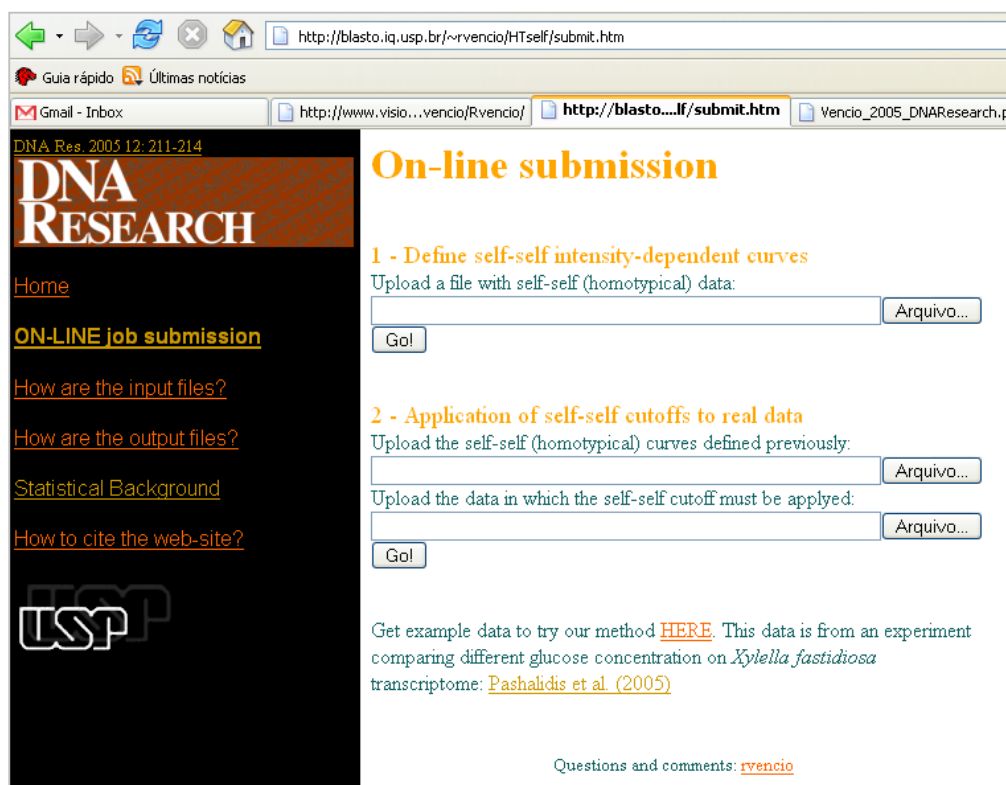 http://blasto.iq.usp.br/~rvencio/HTself/submit.htm
Guia rápido Últimas notícias
Gmail - Inbox http://www.visio...vencio/Rvencio/ http://blasto....lf/submit.htm Vencio_2005_DNAResearch.p
DNA Res. 2005 12: 211-214
DNA
RESEARCH
Home
ON-LINE job submission
How are the input files?
How are the output files?
Statistical Background
How to cite the web-site?
USP
On-line submission
1 - Define self-self intensity-dependent curves
Upload a file with self-self (homotypical) data:
Arquivo...
Go!
2 - Application of self-self cutoffs to real data
Upload the self-self (homotypical) curves defined previously:
Arquivo...
Upload the data in which the self-self cutoff must be applyed:
Arquivo...
Go!
Get example data to try our method HERE. This data is from an experiment
comparing different glucose concentration on Xylella fastidiosa
transcriptome: Pashalidis et al. (2005)
Questions and comments: rvencio